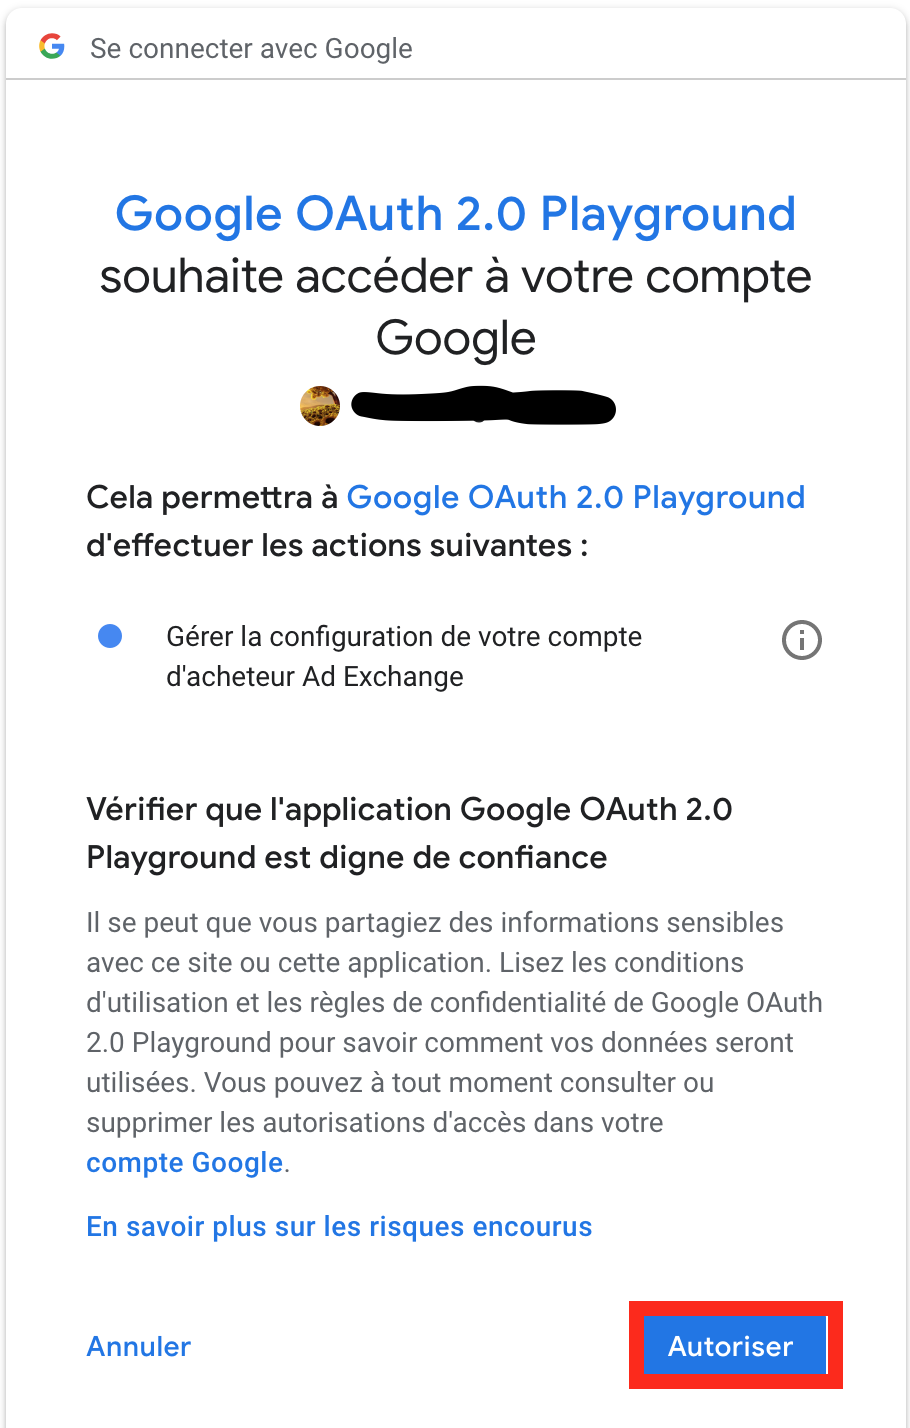 Se connecter avec Google
Google OAuth 2.0 Playground
souhaite accéder à votre compte
Google
Cela permettra à Google OAuth 2.0 Playground
d'effectuer les actions suivantes :
Gérer la configuration de votre compte
d'acheteur Ad Exchange
Vérifier que l'application Google OAuth 2.0
Playground est digne de confiance
Il se peut que vous partagiez des informations sensibles
avec ce site ou cette application. Lisez les conditions
d'utilisation et les règles de confidentialité de Google OAuth
2.0 Playground pour savoir comment vos données seront
utilisées. Vous pouvez à tout moment consulter ou
supprimer les autorisations d'accès dans votre
compte Google.
En savoir plus sur les risques encourus
Annuler
Autoriser